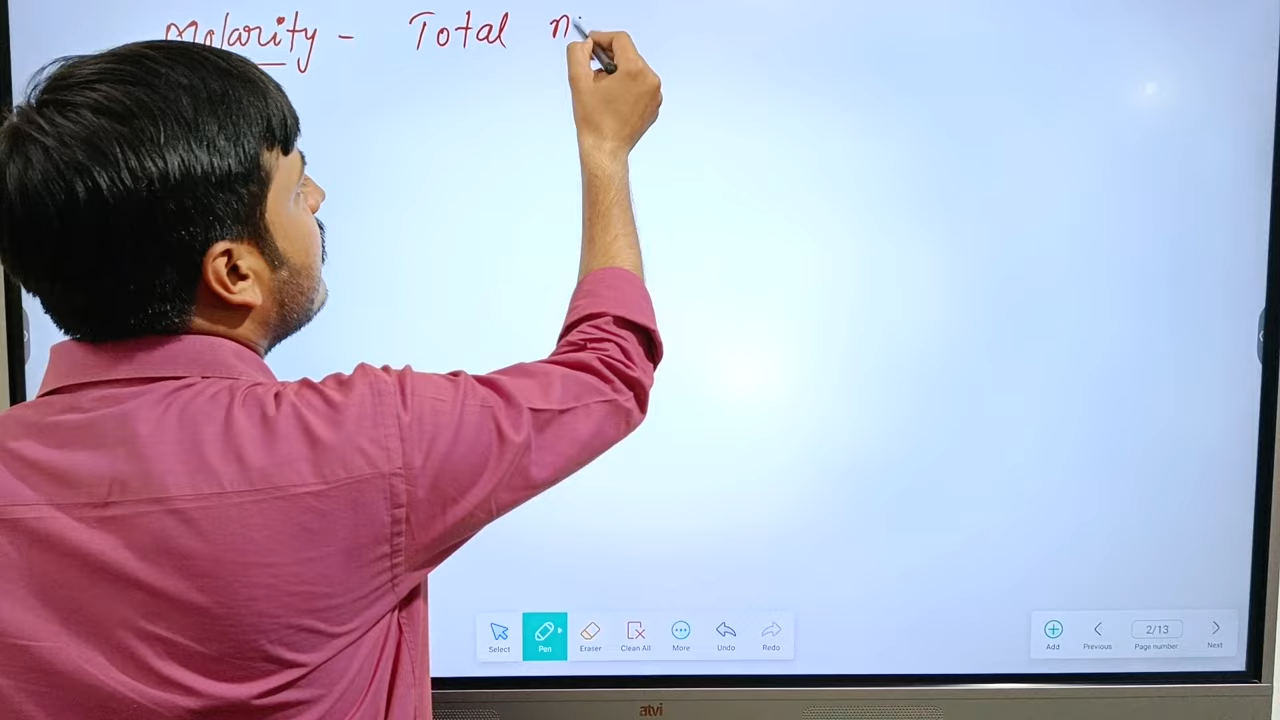 Molarity - Total n
Select
Pen
Eraser
Clean All
More
Undo
Redo
Add
Previous
2/13
Page number
Next
atvi